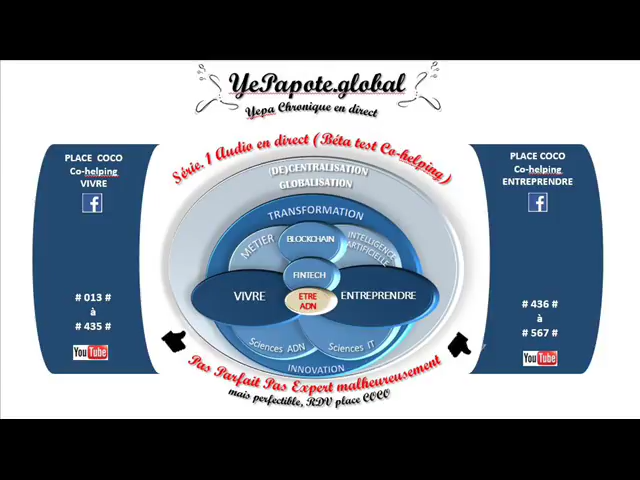 YePapote.global
Yepa Chronique en direct
Série. 1 Audio en direct ( Béta test Co-helping)
PLACE COCO
Co-helping
VIVRE
f
# 013 #
à
# 435 #
YouTube
(DE)CENTRALISATION
GLOBALISATION
TRANSFORMATION
METIER
BLOCKCHAIN
INTELLIGENCE
ARTIFICIELLE
FINTECH
VIVRE
ETRE
ADN
ENTREPRENDRE
Sciences ADN
Sciences IT
INNOVATION
PLACE COCO
Co-helping
ENTREPRENDRE
f
# 436 #
à
# 567 #
YouTube
Pas Parfait Pas Expert malheureusement
mais perfectible, RDV place COCO